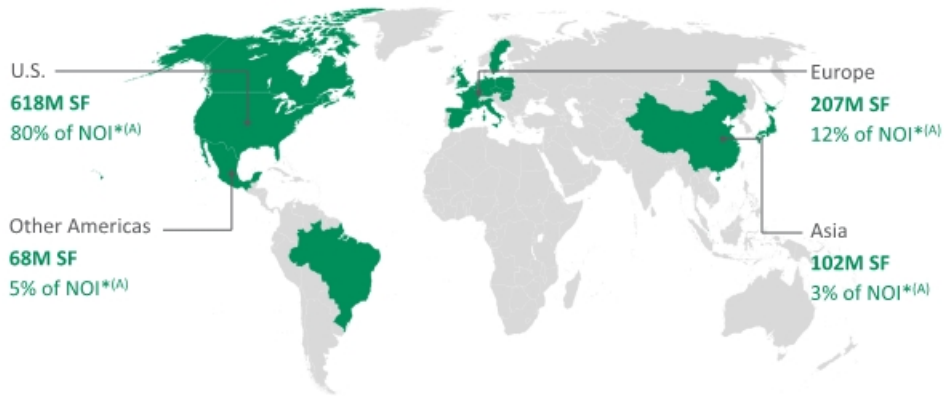 U.S.
618M SF
80% of NOI*(A)
Other Americas
68M SF
5% of NOI*(A)
Europe
207M SF
12% of NOI*(A)
Asia
102M SF
3% of NOI*(A)